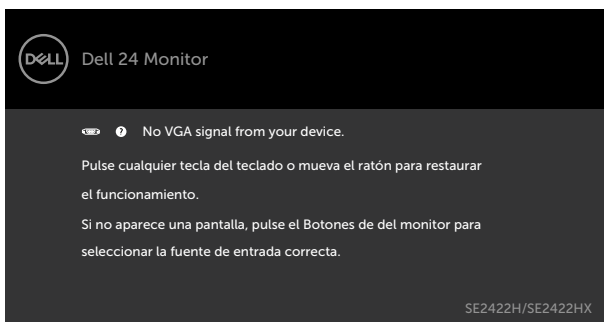 DELL
Dell 24 Monitor
No VGA signal from your device.
Pulse cualquier tecla del teclado o mueva el ratón para restaurar
el funcionamiento.
Si no aparece una pantalla, pulse el Botones de del monitor para
seleccionar la fuente de entrada correcta.
SE2422H/SE2422HX